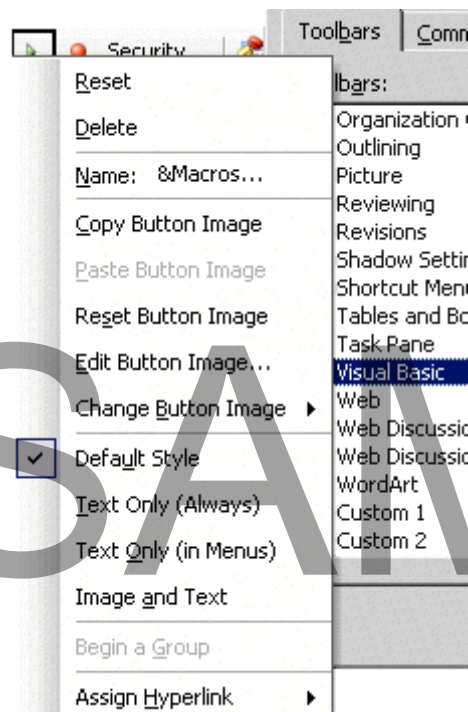 Toolbars
Comm
Security
lbars:
Reset
Delete
Name: &Macros...
Copy Button Image
Paste Button Image
Reset Button Image
Edit Button Image...
Change Button Image
Default Style
Text Only (Always)
Text Only (in Menus)
Image and Text
Begin a Group
Assign Hyperlink
Organization
Outlining
Picture
Reviewing
Revisions
Shadow Settin
Shortcut Menu
Tables and Bo
Task Pane
Visual Basic
Web
Web Discussio
Web Discussio
WordArt
Custom 1
Custom 2
SAM